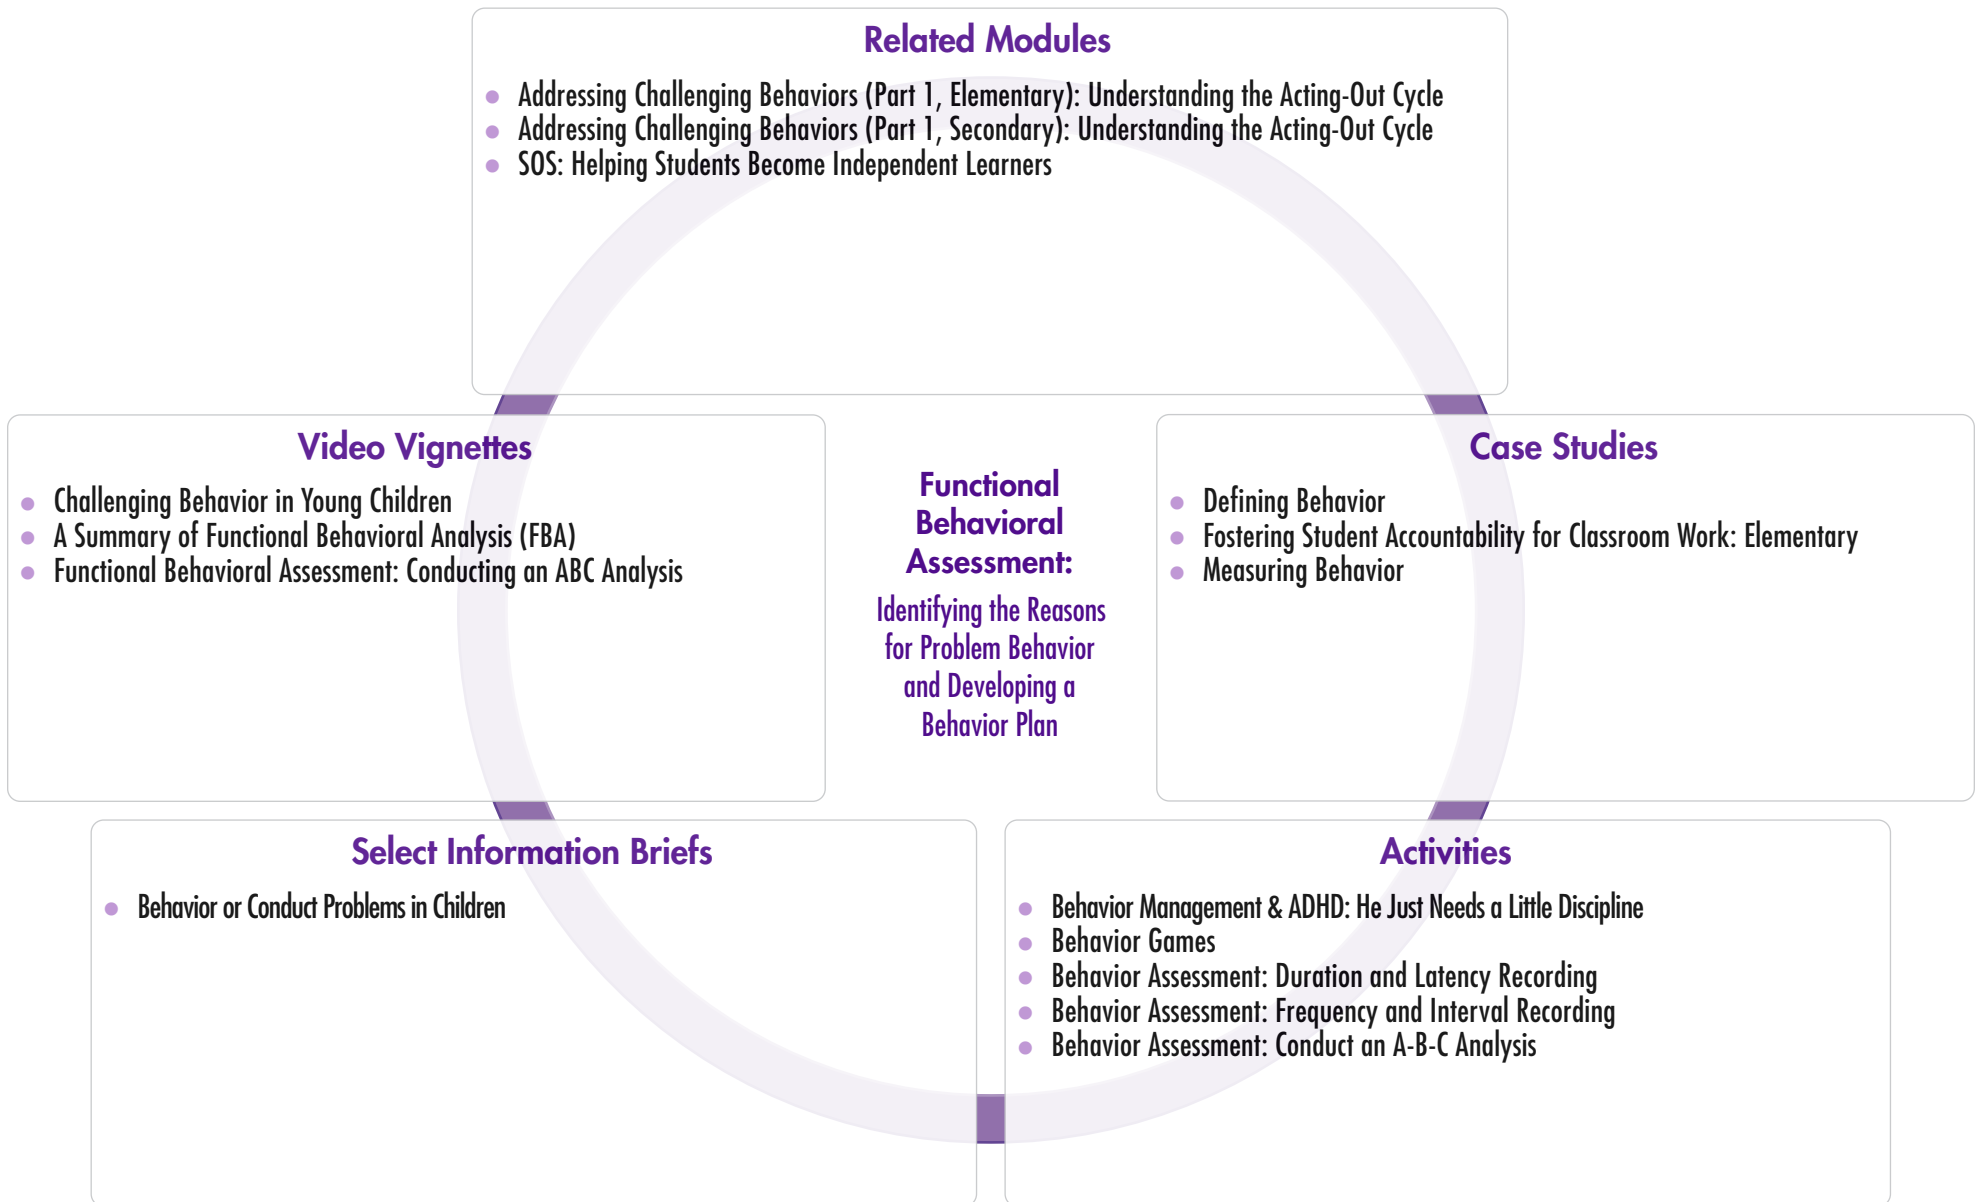 Related Modules
Addressing Challenging Behaviors (Part 1, Elementary): Understanding the Acting-Out Cycle
Addressing Challenging Behaviors (Part 1, Secondary): Understanding the Acting-Out Cycle
SOS: Helping Students Become Independent Learners
Video Vignettes
Challenging Behavior in Young Children
A Summary of Functional Behavioral Analysis (FBA)
Functional Behavioral Assessment: Conducting an ABC Analysis
Functional
Behavioral
Assessment:
Identifying the Reasons
for Problem Behavior
and Developing a
Behavior Plan
Case Studies
Defining Behavior
Fostering Student Accountability for Classroom Work: Elementary
Measuring Behavior
Select Information Briefs
Behavior or Conduct Problems in Children
Activities
Behavior Management & ADHD: He Just Needs a Little Discipline
Behavior Games
Behavior Assessment: Duration and Latency Recording
Behavior Assessment: Frequency and Interval Recording
Behavior Assessment: Conduct an A-B-C Analysis